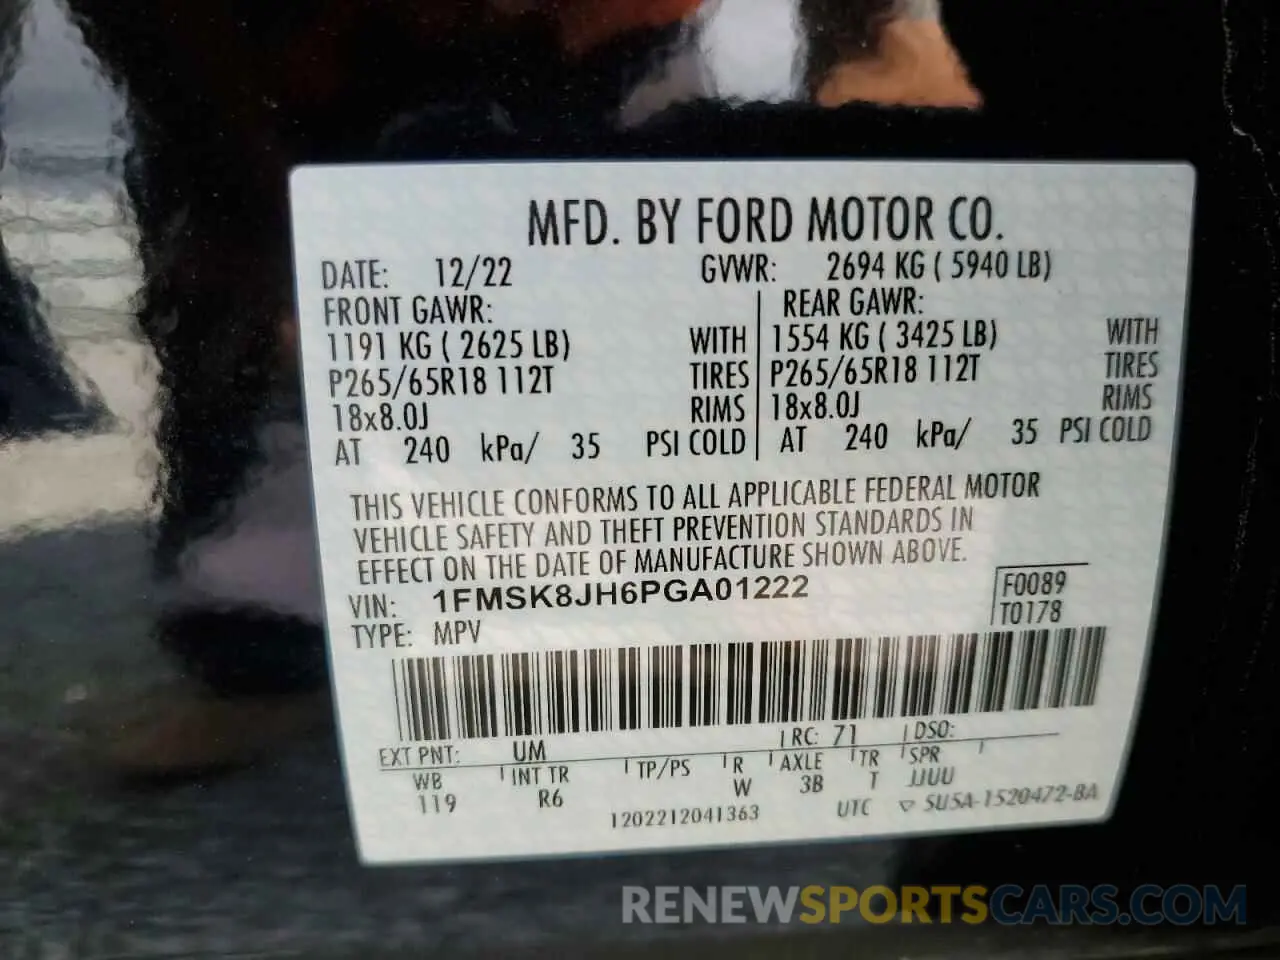 MFD. BY FORD MOTOR CO.
DATE: 12/22 GVWR: 2694 KG ( 5940 LB)
FRONT GAWR: REAR GAWR:
1191 KG ( 2625 LB) WITH 1554 KG ( 3425 LB) WITH
P265/65R18 112T TIRES P265/65R18 112T TIRES
18x8.0J RIMS 18x8.0J RIMS
AT 240 kPa/ 35 PSI COLD AT 240 kPa/ 35 PSI COLD
THIS VEHICLE CONFORMS TO ALL APPLICABLE FEDERAL MOTOR
VEHICLE SAFETY AND THEFT PREVENTION STANDARDS IN
EFFECT ON THE DATE OF MANUFACTURE SHOWN ABOVE.
VIN: 1FMSK8JH6PGA01222 F0089
TYPE: MPV T0178
EXT PNT: UM RC: 71 DSO:
WB INT TR TP/PS R AXLE TR SPR
119 R6 W 3B T JJUU
1202212041363 UTC ▽ SU5A-1520472-BA
RENEWSPORTSCARS.COM